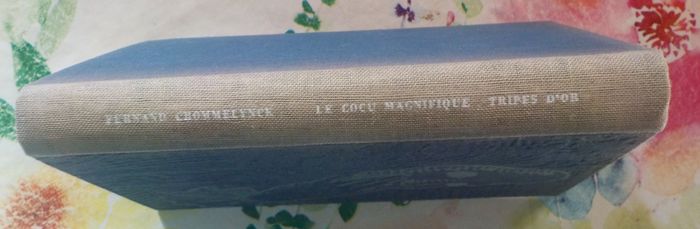 FERNAND CROMMELYNCK LE COCU MAGNIFIQUE . TRIPES D'OR